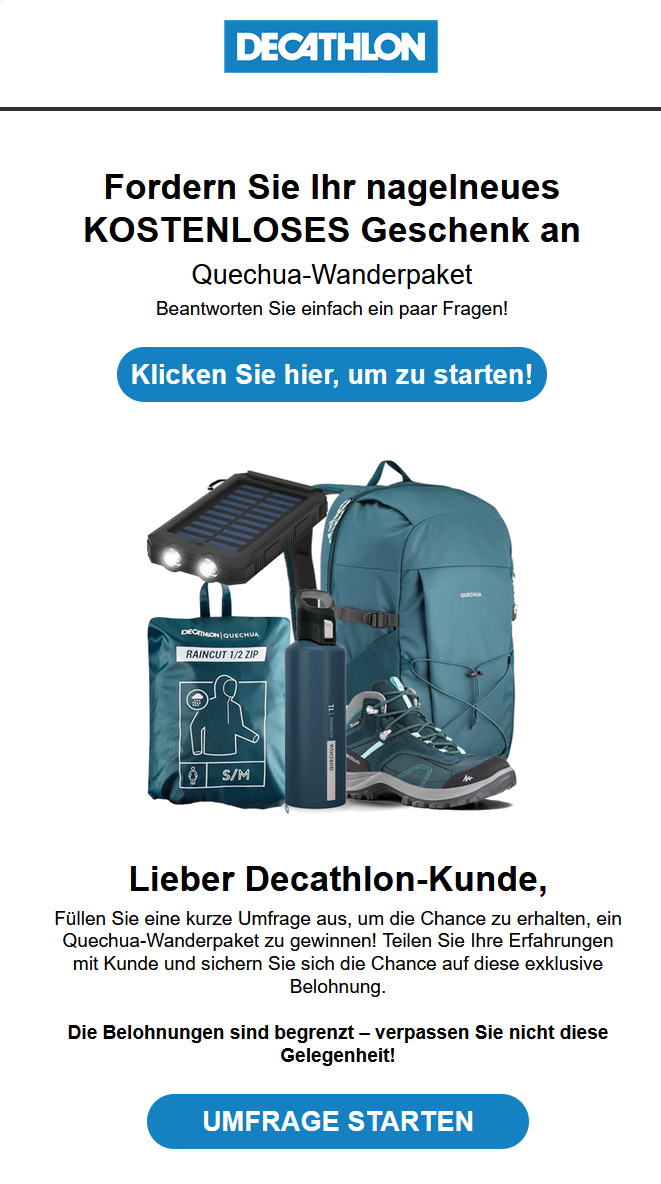 DECATHLON
Fordern Sie Ihr nagelneues
KOSTENLOSES Geschenk an
Quechua-Wanderpaket
Beantworten Sie einfach ein paar Fragen!
Klicken Sie hier, um zu starten!
QUECHUA
DECATHLON | QUECHUA
RAINCUT 1/2 ZIP
S/M
QUECHUA
1L
Lieber Decathlon-Kunde,
Füllen Sie eine kurze Umfrage aus, um die Chance zu erhalten, ein
Quechua-Wanderpaket zu gewinnen! Teilen Sie Ihre Erfahrungen
mit Kunde und sichern Sie sich die Chance auf diese exklusive
Belohnung.
Die Belohnungen sind begrenzt – verpassen Sie nicht diese
Gelegenheit!
UMFRAGE STARTEN